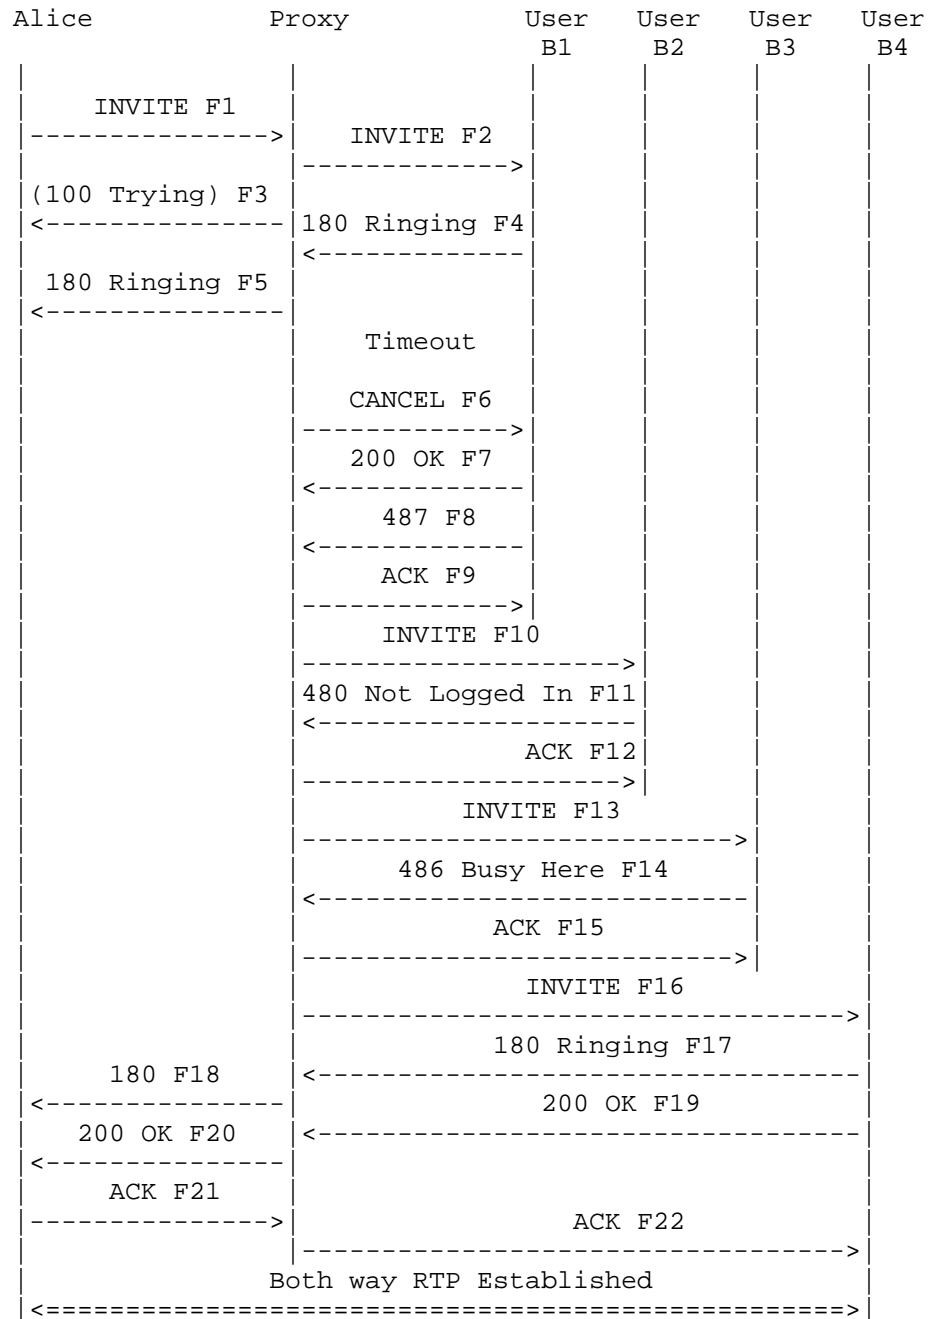 Alice Proxy User User User User
B1 B2 B3 B4
INVITE F1
INVITE F2
(100 Trying) F3
180 Ringing F4
180 Ringing F5
Timeout
CANCEL F6
200 OK F7
487 F8
ACK F9
INVITE F10
480 Not Logged In F11
ACK F12
INVITE F13
486 Busy Here F14
ACK F15
INVITE F16
180 Ringing F17
180 F18
200 OK F19
200 OK F20
ACK F21
ACK F22
Both way RTP Established